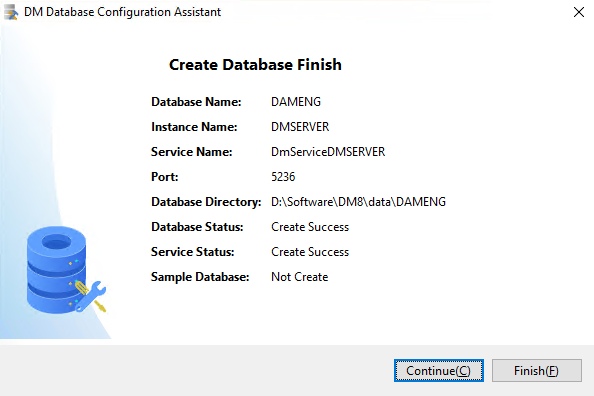 DM Database Configuration Assistant
Create Database Finish
Database Name: DAMENG
Instance Name: DMSERVER
Service Name: DmServiceDMSERVER
Port: 5236
Database Directory: D:\Software\DM8\data\DAMENG
Database Status: Create Success
Service Status: Create Success
Sample Database: Not Create
Continue(C) Finish(F)